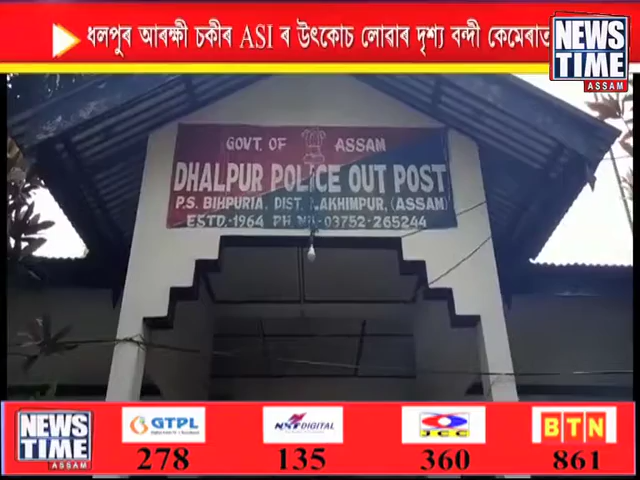 ধলপুৰ আৰক্ষী চকীৰ ASI ৰ উৎকোচ লোৱাৰ দৃশ্য বন্দী কেমেৰাত
NEWS
TIME
ASSAM
GOVT. OF ASSAM
DHALPUR POLICE OUT POST
P.S. BIHPURIA, DIST. LAKHIMPUR, (ASSAM)
ESTD.-1964 PH. NO.-03752-265244
NEWS
TIME
ASSAM
GTPL
278
NXT DIGITAL
135
JCC
360
BTN
861